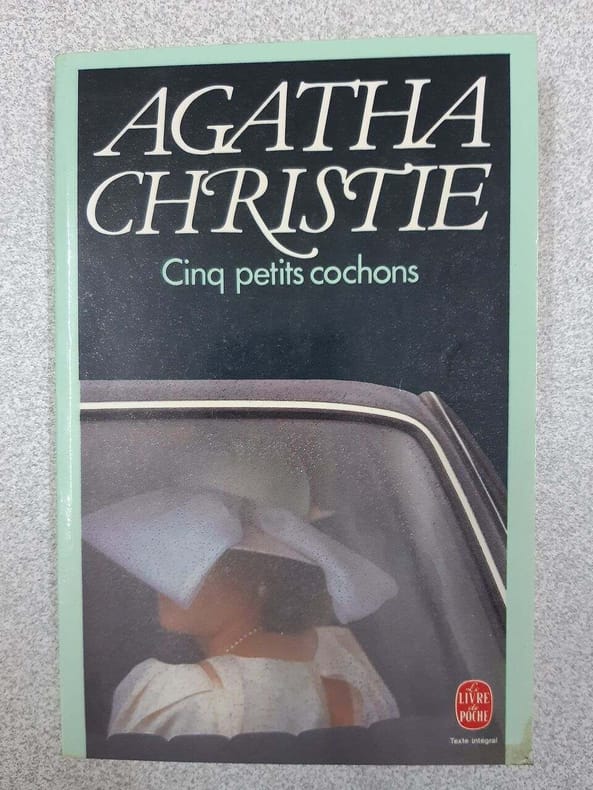 AGATHA
CHRISTIE
Cinq petits cochons
Le
LIVRE
de
POCHE
Texte intégral